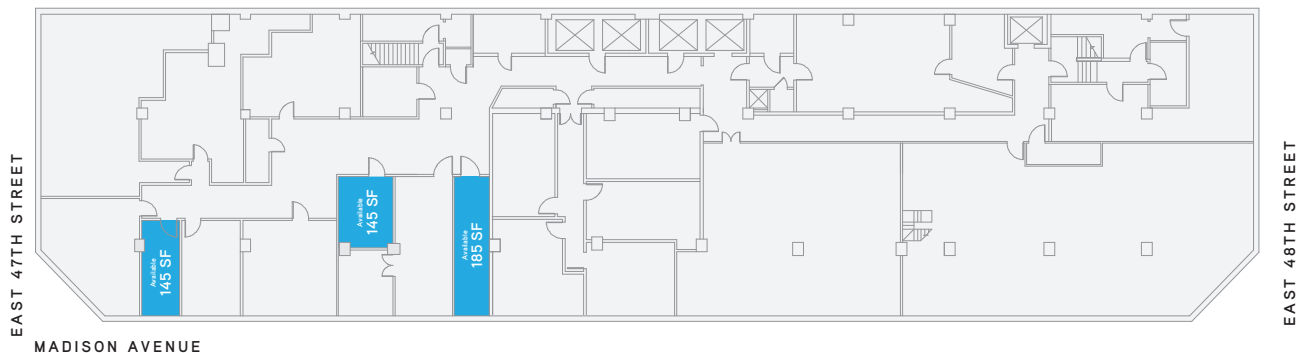 EAST 47TH STREET
Available
145 SF
Available
145 SF
Available
185 SF
EAST 48TH STREET
MADISON AVENUE